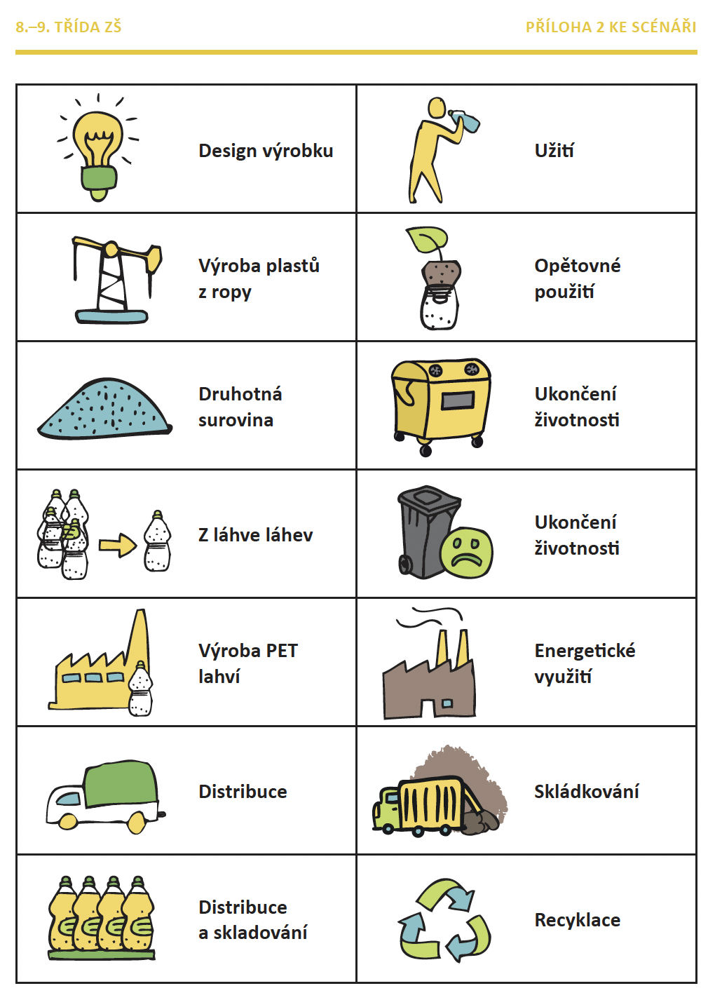 8.–9. TŘÍDA ZŠ
PŘÍLOHA 2 KE SCÉNÁŘI
Design výrobku
Užití
Výroba plastů
z ropy
Opětovné
použití
Druhotná
surovina
Ukončení
životnosti
Z láhve láhev
Ukončení
životnosti
Výroba PET
lahví
Energetické
využití
Distribuce
Skládkování
Distribuce
a skladování
Recyklace